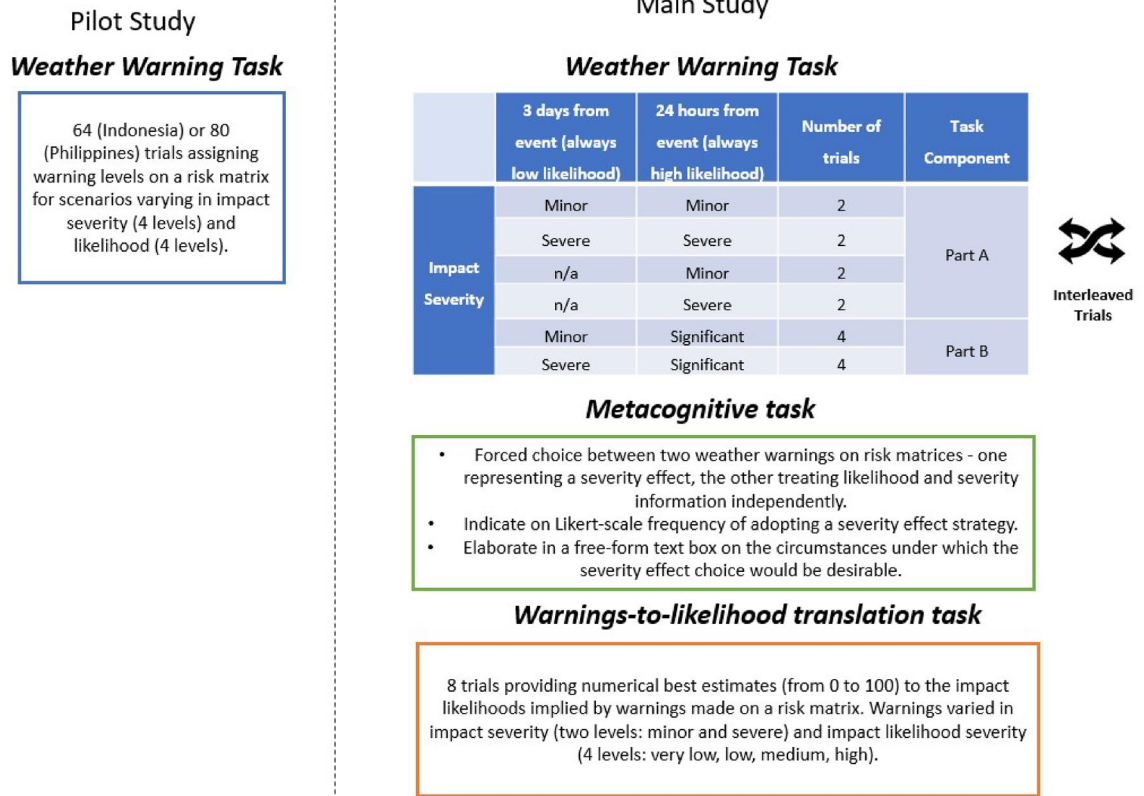 Pilot Study
Weather Warning Task
64 (Indonesia) or 80
(Philippines) trials assigning
warning levels on a risk matrix
for scenarios varying in impact
severity (4 levels) and
likelihood (4 levels).
Main Study
Weather Warning Task
3 days from
event (always
low likelihood)
24 hours from
event (always
high likelihood)
Number of
trials
Task
Component
Impact
Severity
Minor Minor 2
Severe Severe 2
n/a Minor 2
n/a Severe 2
Part A
Minor Significant 4
Severe Significant 4
Part B
Interleaved
Trials
Metacognitive task
• Forced choice between two weather warnings on risk matrices - one
representing a severity effect, the other treating likelihood and severity
information independently.
• Indicate on Likert-scale frequency of adopting a severity effect strategy.
• Elaborate in a free-form text box on the circumstances under which the
severity effect choice would be desirable.
Warnings-to-likelihood translation task
8 trials providing numerical best estimates (from 0 to 100) to the impact
likelihoods implied by warnings made on a risk matrix. Warnings varied in
impact severity (two levels: minor and severe) and impact likelihood severity
(4 levels: very low, low, medium, high).